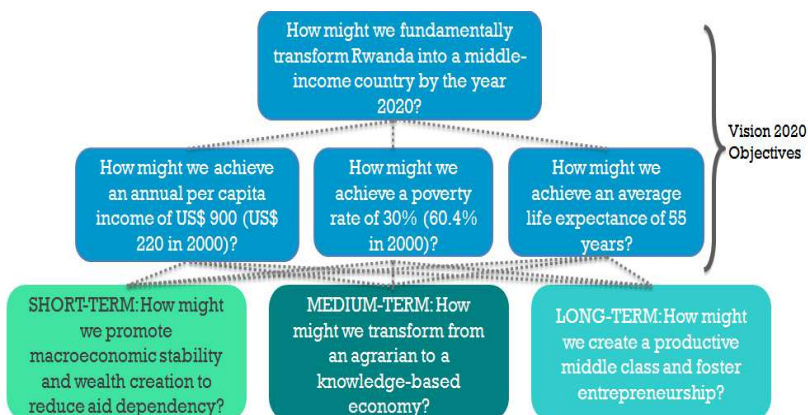 How might we fundamentally
transform Rwanda into a middle-
income country by the year
2020?
Vision 2020
Objectives
How might we achieve
an annual per capita
income of US$ 900 (US$
220 in 2000)?
How might we
achieve a poverty
rate of 30% (60.4%
in 2000)?
How might we
achieve an average
life expectance of 55
years?
SHORT-TERM: How might
we promote
macroeconomic stability
and wealth creation to
reduce aid dependency?
MEDIUM-TERM: How
might we transform from
an agrarian to a
knowledge-based
economy?
LONG-TERM: How might
we create a productive
middle class and foster
entrepreneurship?